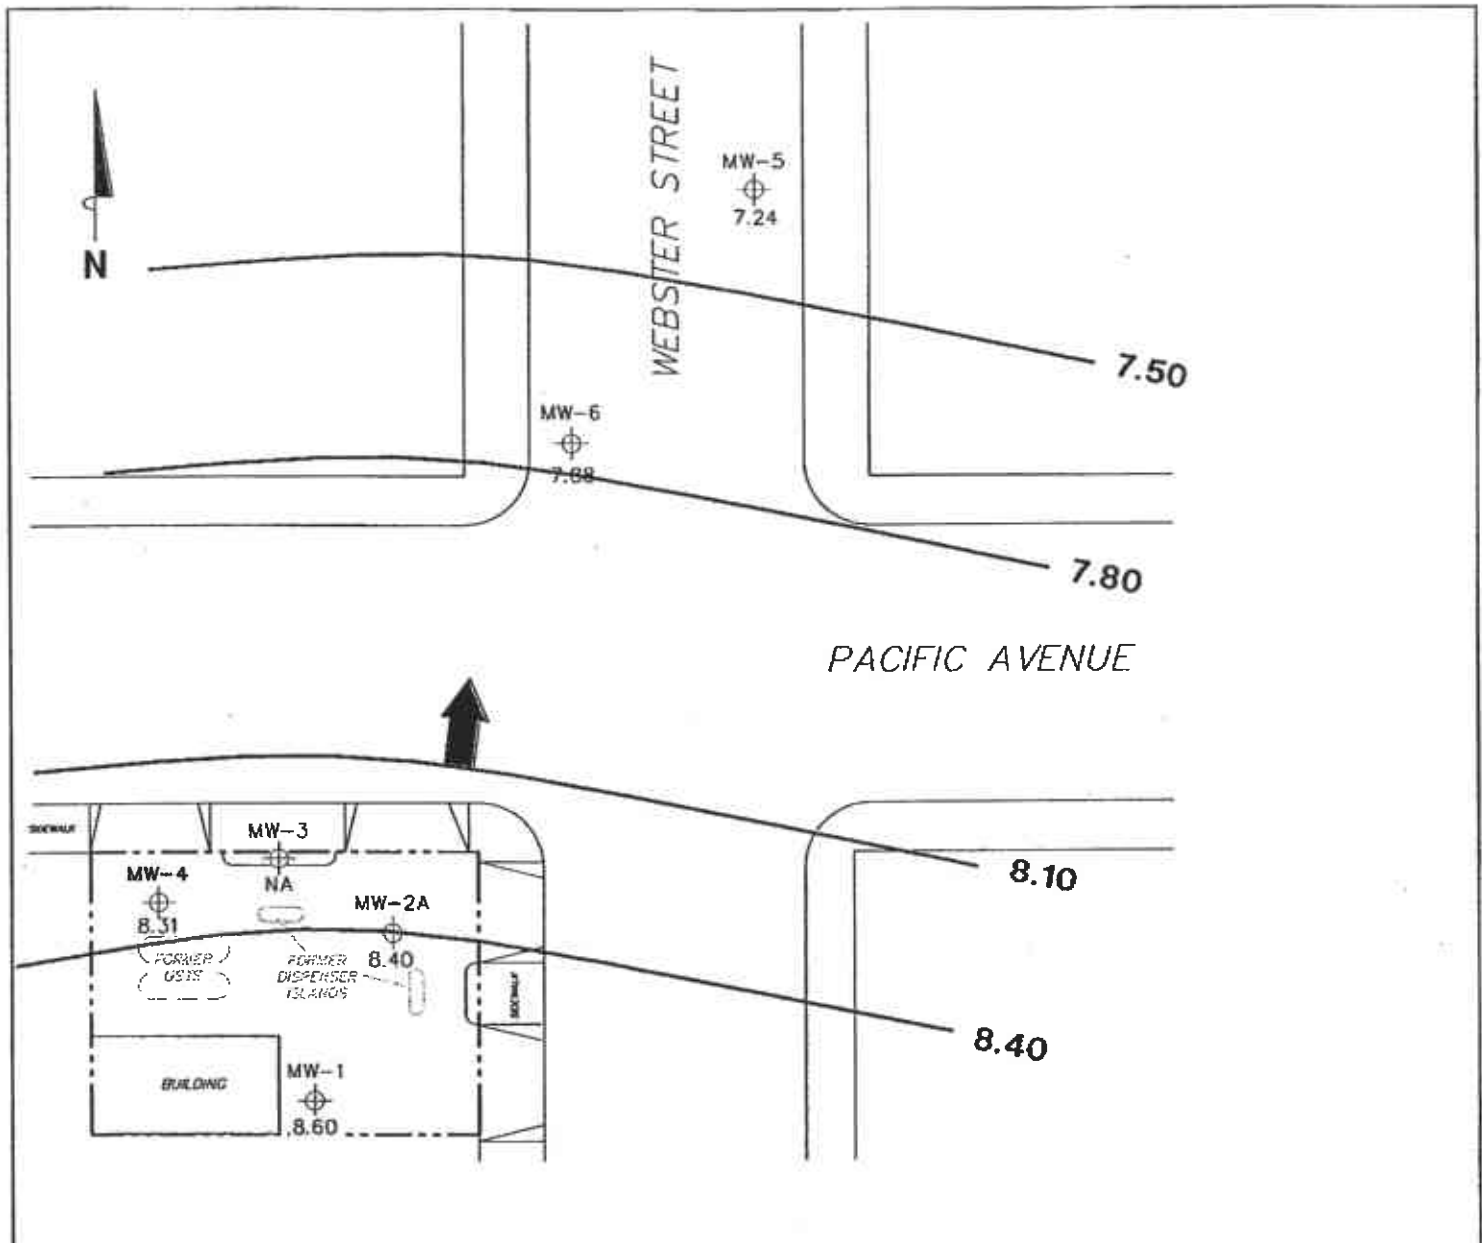 WEBSTER STREET
MW-5
7.24
N
7.50
MW-6
7.80
PACIFIC AVENUE
SIDEWALK
MW-3
NA
MW-4
8.31
MW-2A
8.40
8.10
FORMER
USTS
FORMER
DISPENSER
ISLANDS
SIDEWALK
8.40
BUILDING
MW-1
8.60